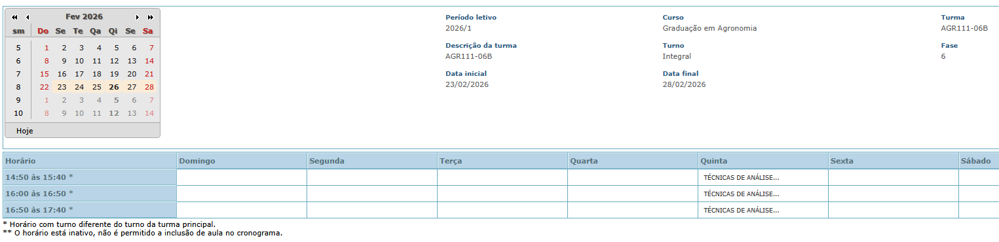 Fev 2026
sm Do Se Te Qa Qi Se Sa
5 1 2 3 4 5 6 7
6 8 9 10 11 12 13 14
7 15 16 17 18 19 20 21
8 22 23 24 25 26 27 28
9 1 2 3 4 5 6 7
10 8 9 10 11 12 13 14
Hoje
Período letivo Curso Turma
2026/1 Graduação em Agronomia AGR111-06B
Descrição da turma Turno Fase
AGR111-06B Integral 6
Data inicial Data final
23/02/2026 28/02/2026
Horário Domingo Segunda Terça Quarta Quinta Sexta Sábado
14:50 às 15:40 * TÉCNICAS DE ANÁLISE...
16:00 às 16:50 * TÉCNICAS DE ANÁLISE...
16:50 às 17:40 * TÉCNICAS DE ANÁLISE...
* Horário com turno diferente do turno da turma principal.
** O horário está inativo, não é permitido a inclusão de aula no cronograma.